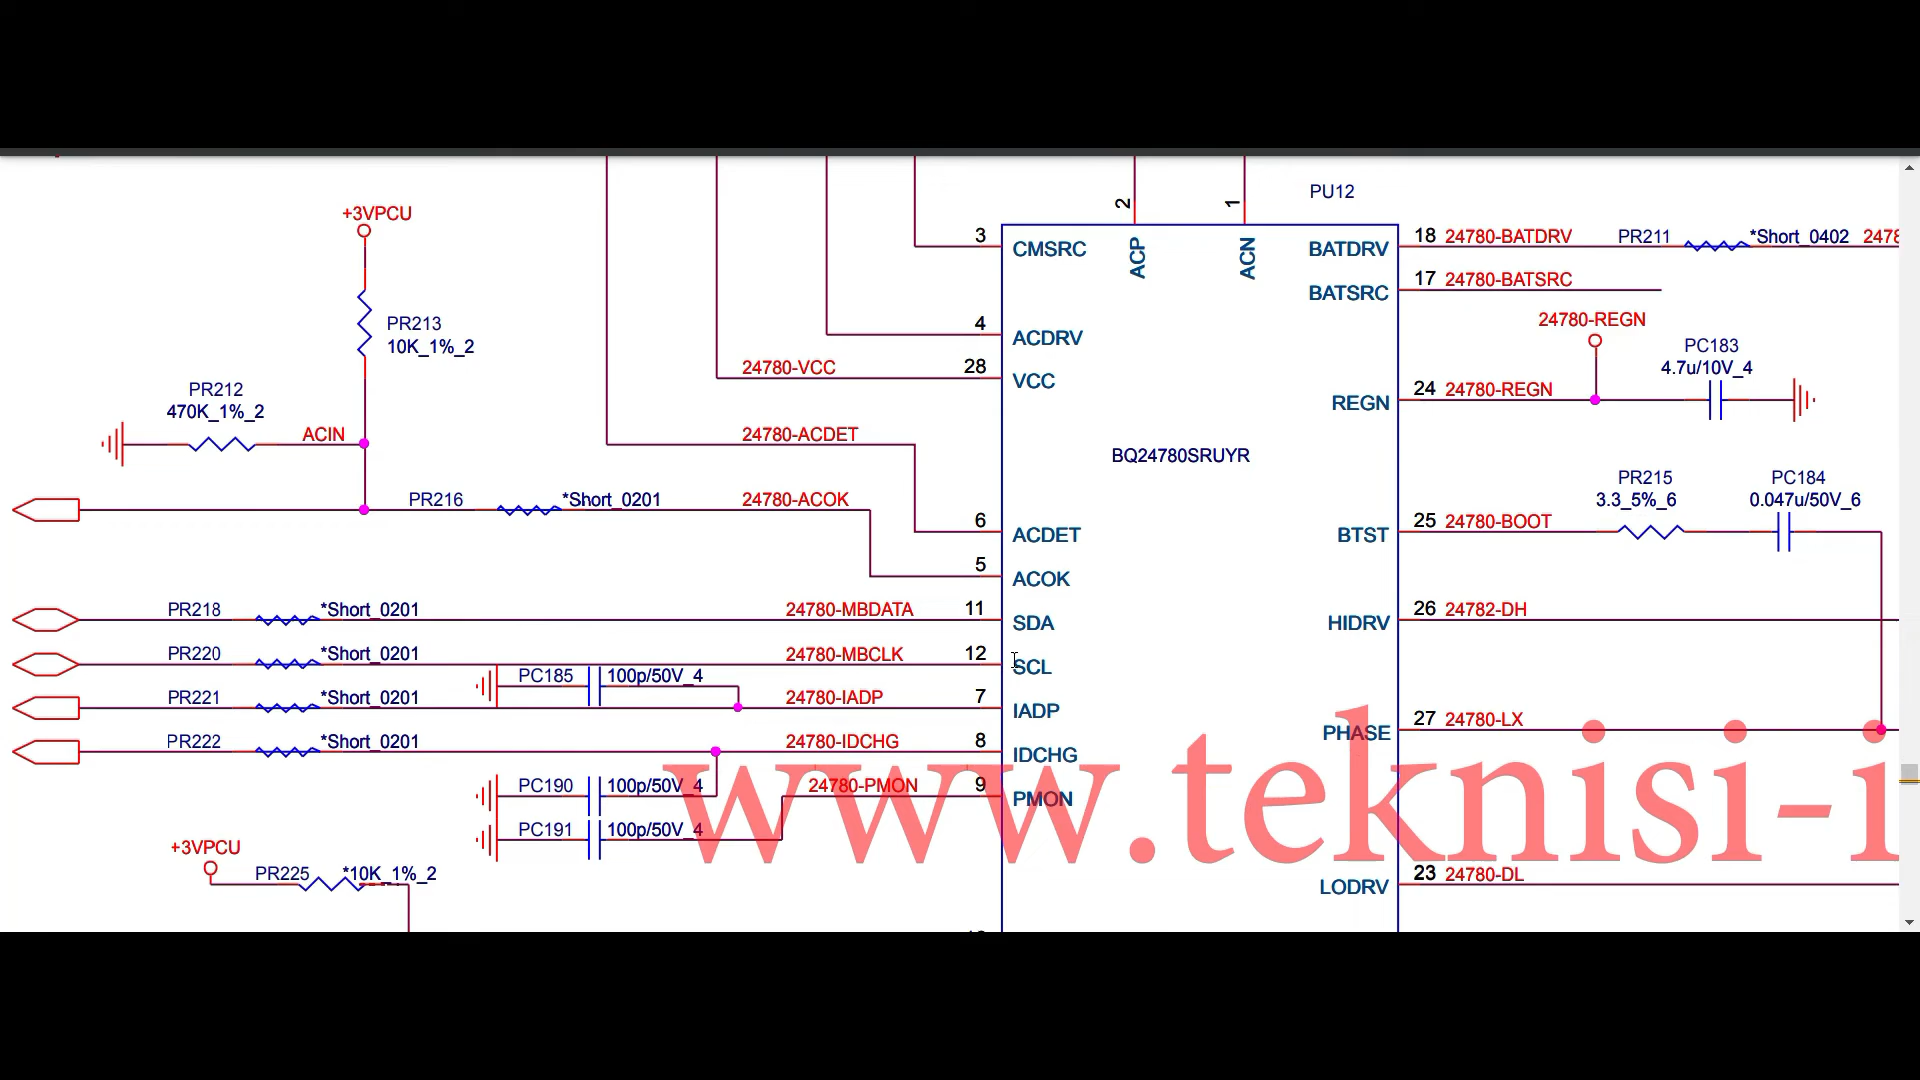 PU12
+3VPCU
2
1
3
CMSRC
ACP
ACN
BATDRV
18
24780-BATDRV
PR211
*Short_0402
17
24780-BATSRC
BATSRC
24780-REGN
PR213
10K_1%_2
4
ACDRV
PC183
4.7u/10V_4
24780-VCC
28
VCC
PR212
470K_1%_2
REGN
24
24780-REGN
ACIN
24780-ACDET
BQ24780SRUYR
PR216
*Short_0201
24780-ACOK
PR215
3.3_5%_6
PC184
0.047u/50V_6
6
ACDET
BTST
25
24780-BOOT
5
ACOK
PR218
*Short_0201
24780-MBDATA
11
SDA
HIDRV
26
24782-DH
PR220
*Short_0201
24780-MBCLK
12
SCL
PC185
100p/50V_4
PR221
*Short_0201
24780-IADP
7
IADP
PHASE
27
24780-LX
PR222
*Short_0201
24780-IDCHG
8
IDCHG
PC190
100p/50V_4
24780-PMON
9
PMON
www.teknisi-i
PC191
100p/50V_4
+3VPCU
PR225
*10K_1%_2
LODRV
23
24780-DL